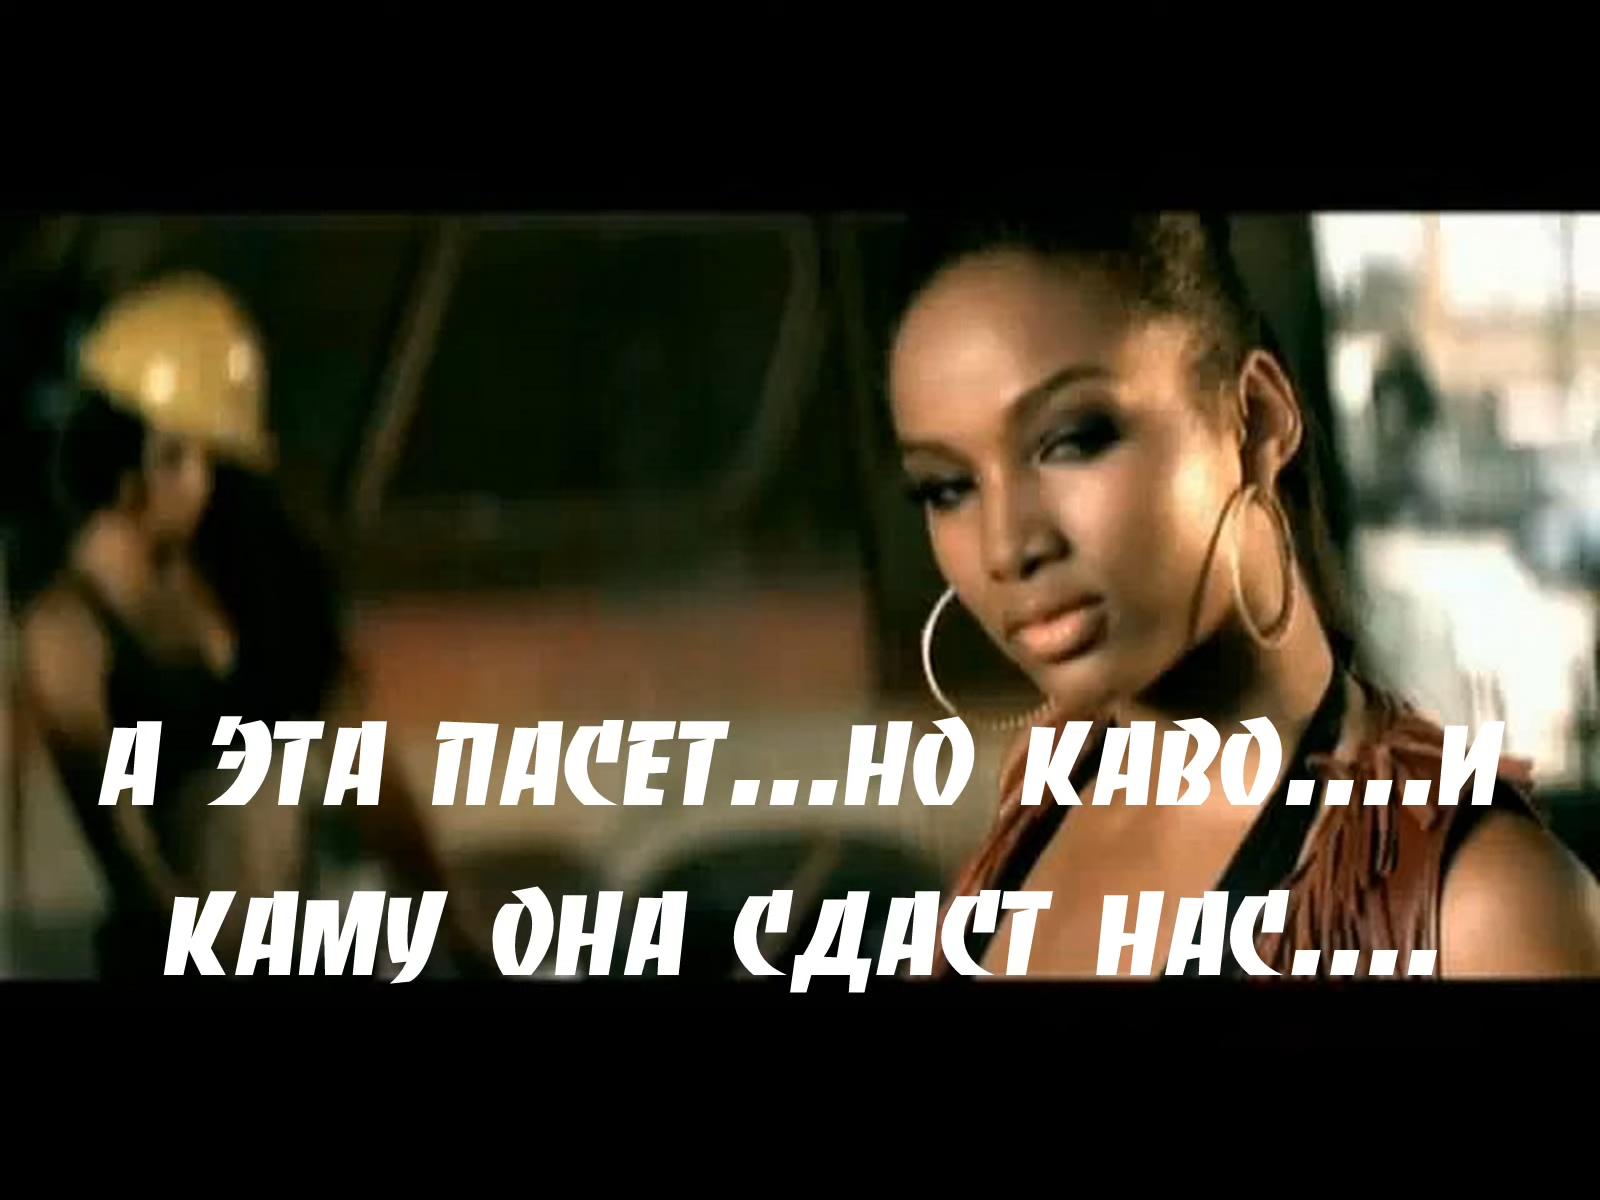 А ЭТА ПАСЕТ...НО КАВО....И
КАМУ ОНА СДАСТ НАС....